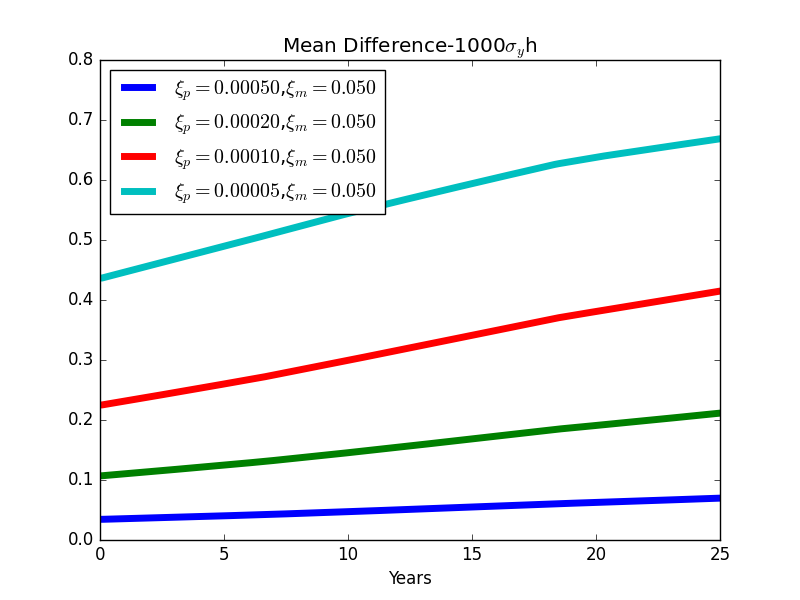 Mean Difference-1000σ_yh
0.8
0.7
0.6
0.5
0.4
0.3
0.2
0.1
0.0
ξ_p = 0.00050,ξ_m = 0.050
ξ_p = 0.00020,ξ_m = 0.050
ξ_p = 0.00010,ξ_m = 0.050
ξ_p = 0.00005,ξ_m = 0.050
0 5 10 15 20 25
Years